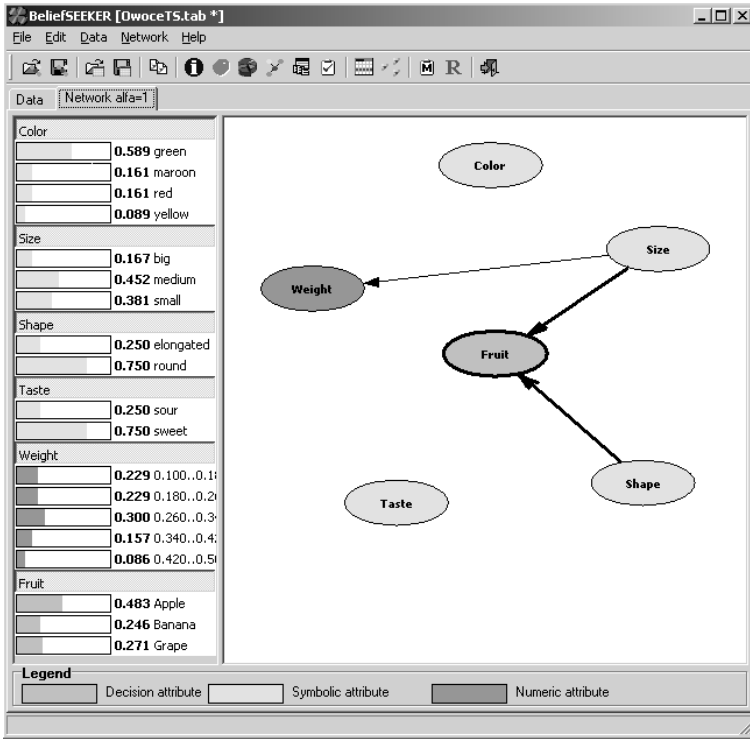 BeliefSEEKER [OwoceTS.tab *]
File Edit Data Network Help
M R
Data Network alfa=1
Color
0.589 green
0.161 maroon
0.161 red
0.089 yellow
Size
0.167 big
0.452 medium
0.381 small
Shape
0.250 elongated
0.750 round
Taste
0.250 sour
0.750 sweet
Weight
0.229 0.100..0.18
0.229 0.180..0.26
0.300 0.260..0.34
0.157 0.340..0.42
0.086 0.420..0.50
Fruit
0.483 Apple
0.246 Banana
0.271 Grape
Color
Size
Weight
Fruit
Shape
Taste
Legend
Decision attribute Symbolic attribute Numeric attribute